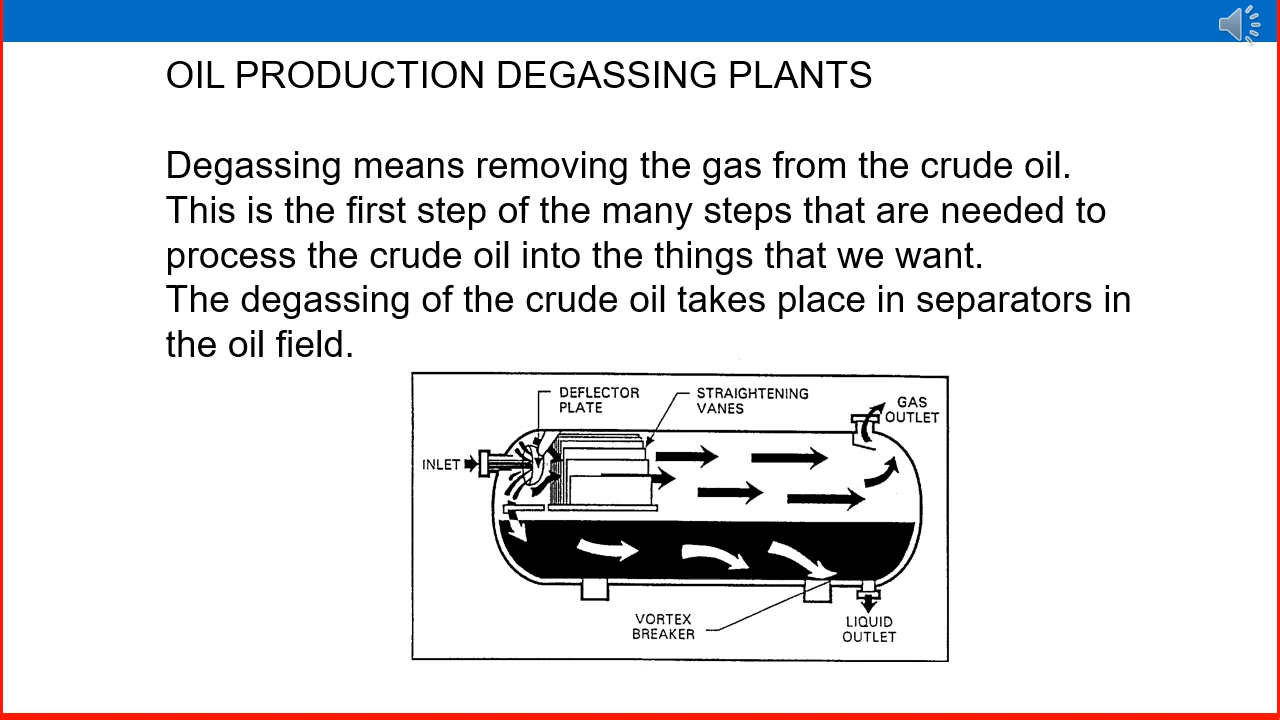 OIL PRODUCTION DEGASSING PLANTS
Degassing means removing the gas from the crude oil.
This is the first step of the many steps that are needed to
process the crude oil into the things that we want.
The degassing of the crude oil takes place in separators in
the oil field.
DEFLECTOR
PLATE
STRAIGHTENING
VANES
GAS
OUTLET
INLET
VORTEX
BREAKER
LIQUID
OUTLET